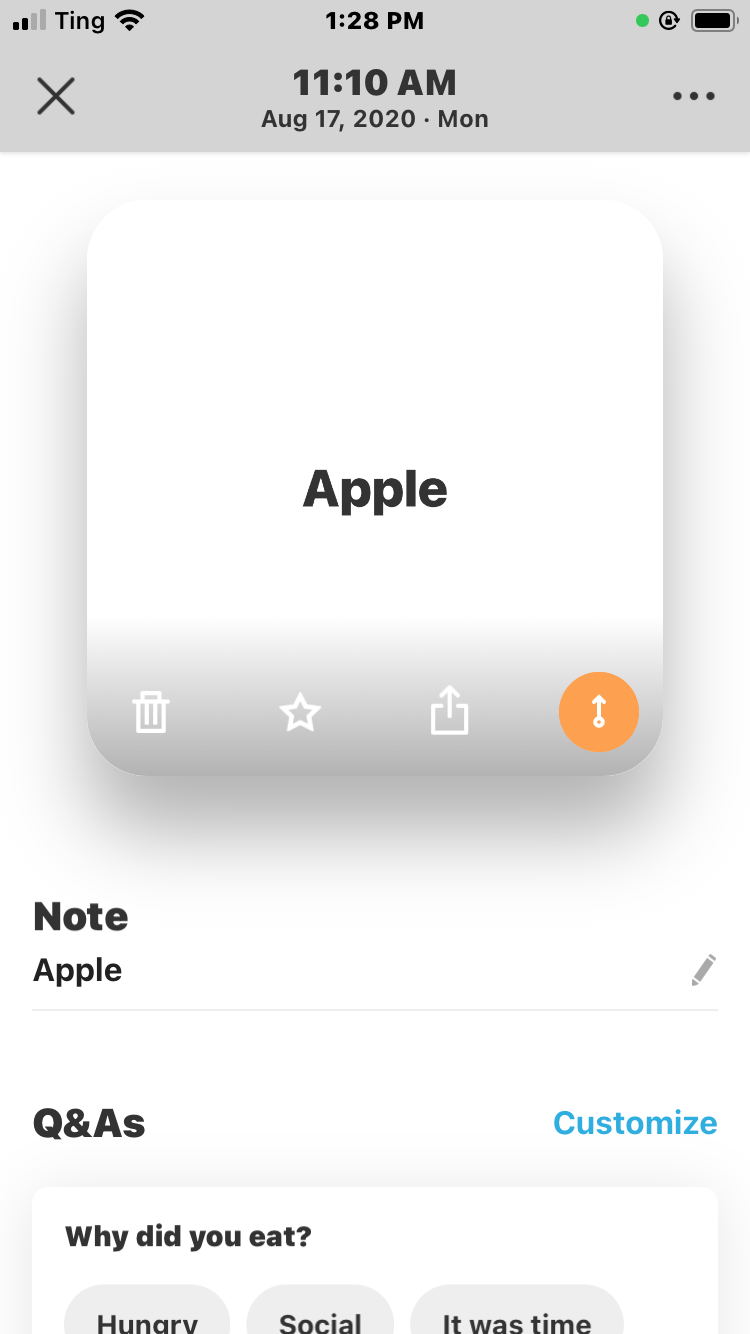 Ting 1:28 PM
11:10 AM
Aug 17, 2020 · Mon
Apple
Note
Apple
Q&As Customize
Why did you eat?
Hungry Social It was time